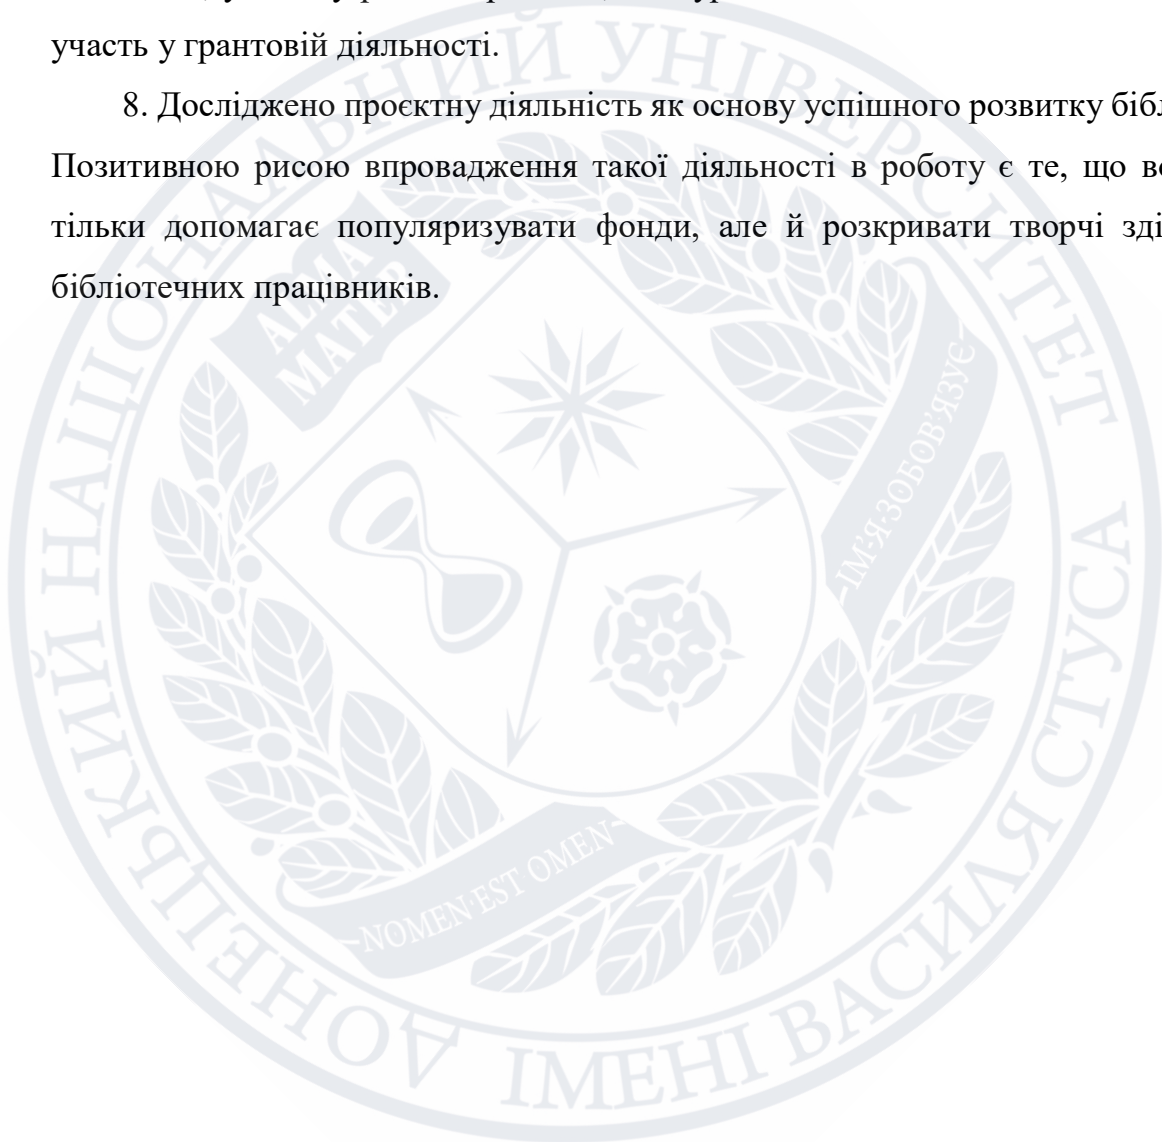 участь у грантовій діяльності.
8. Досліджено проєктну діяльність як основу успішного розвитку
Позитивною рисою впровадження такої діяльності в роботу є те, що
тільки допомагає популяризувати фонди, але й розкривати творчі
бібліотечних працівників.
ДОНЕЦЬКИЙ НАЦІОНАЛЬНИЙ УНІВЕРСИТЕТ
ІМЕНІ ВАСИЛЯ СТУСА
ALMA
MATER
ІМ'Я ЗОБОВ'ЯЗУЄ
NOMEN·EST·OMEN